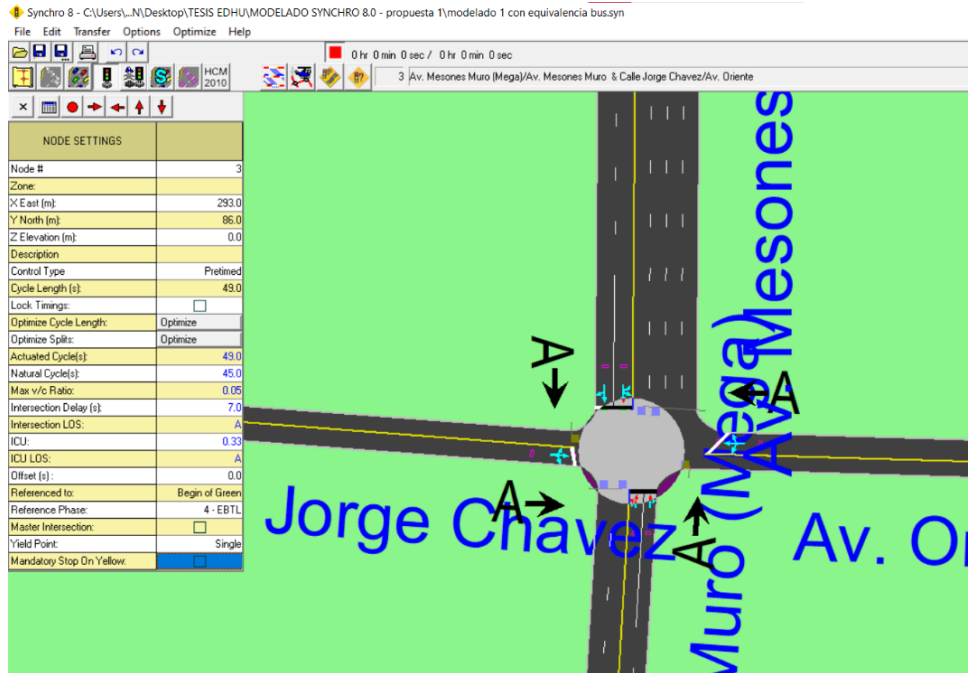 Synchro 8 - C:\Users\...N\Desktop\TESIS EDHU\MODELADO SYNCHRO 8.0 - propuesta 1\modelado 1 con equivalencia bus.syn
File Edit Transfer Options Optimize Help
0 hr 0 min 0 sec / 0 hr 0 min 0 sec
HCM 2010
3 Av. Mesones Muro (Mega)/Av. Mesones Muro & Calle Jorge Chavez/Av. Oriente
NODE SETTINGS
Node # 3
Zone:
X East (m): 293.0
Y North (m): 86.0
Z Elevation (m): 0.0
Description
Control Type Pretimed
Cycle Length (s): 49.0
Lock Timings:
Optimize Cycle Length: Optimize
Optimize Splits: Optimize
Actuated Cycle(s): 49.0
Natural Cycle(s): 45.0
Max v/c Ratio: 0.05
Intersection Delay (s): 7.0
Intersection LOS: A
ICU: 0.33
ICU LOS: A
Offset (s) : 0.0
Referenced to: Begin of Green
Reference Phase: 4 - EBTL
Master Intersection:
Yield Point: Single
Mandatory Stop On Yellow:
Av. Mesones
Muro (Mega)
A
A
A
A
Jorge Chavez
Av. O